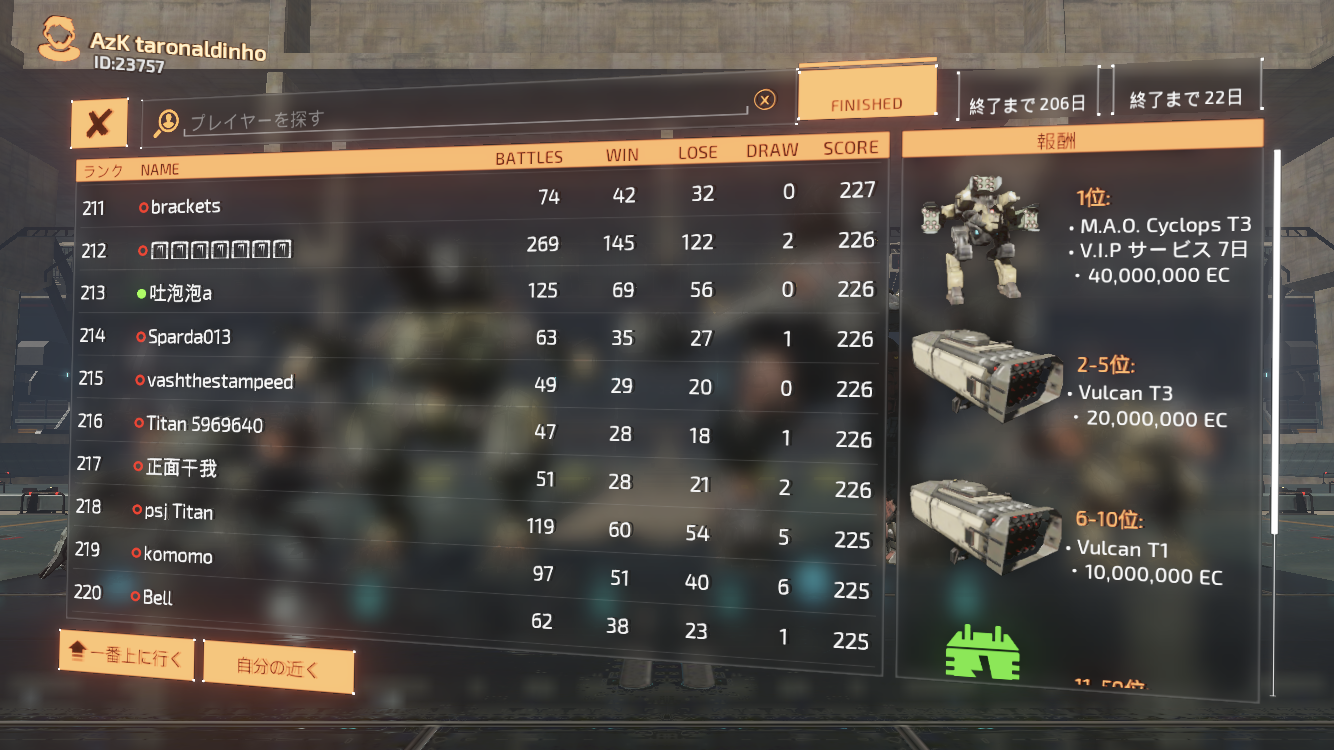 AzK taronaldinho
ID:23757
プレイヤーを探す
FINISHED
終了まで 206日
終了まで 22日
ランク NAME BATTLES WIN LOSE DRAW SCORE
211 brackets 74 42 32 0 227
212 269 145 122 2 226
213 吐泡泡a 125 69 56 0 226
214 Sparda013 63 35 27 1 226
215 vashthestampeed 49 29 20 0 226
216 Titan 5969640 47 28 18 1 226
217 正面干我 51 28 21 2 226
218 psj Titan 119 60 54 5 225
219 komomo 97 51 40 6 225
220 Bell 62 38 23 1 225
一番上に行く
自分の近く
報酬
1位:
• M.A.O. Cyclops T3
• V.I.P サービス 7日
• 40,000,000 EC
2-5位:
• Vulcan T3
• 20,000,000 EC
6-10位:
• Vulcan T1
• 10,000,000 EC
11-50位: